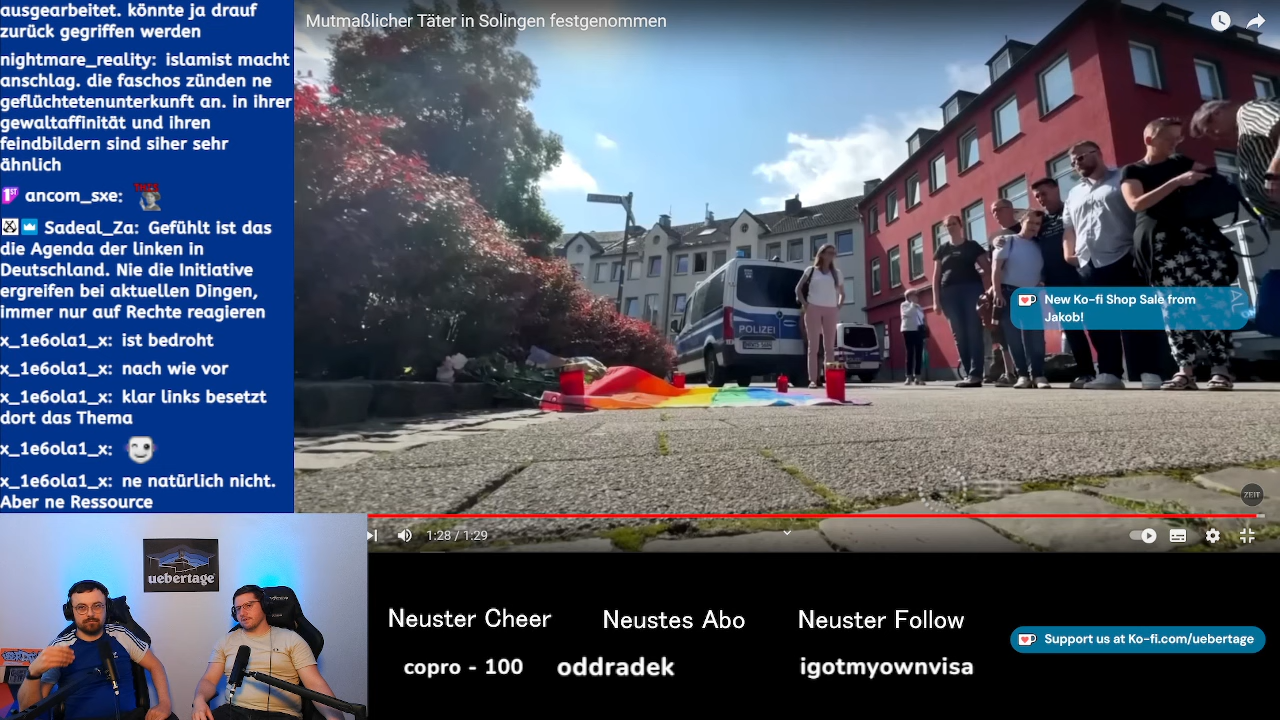 ausgearbeitet. könnte ja drauf
zurück gegriffen werden
nightmare_reality: islamist macht
anschlag. die faschos zünden ne
geflüchtetenunterkunft an. in ihrer
gewaltaffinität und ihren
feindbildern sind siher sehr
ähnlich
1ST ancom_sxe:
Sadeal_Za: Gefühlt ist das
die Agenda der linken in
Deutschland. Nie die Initiative
ergreifen bei aktuellen Dingen,
immer nur auf Rechte reagieren
x_1e6ola1_x: ist bedroht
x_1e6ola1_x: nach wie vor
x_1e6ola1_x: klar links besetzt
dort das Thema
x_1e6ola1_x:
x_1e6ola1_x: ne natürlich nicht.
Aber ne Ressource
Mutmaßlicher Täter in Solingen festgenommen
POLIZEI
New Ko-fi Shop Sale from
Jakob!
ZEIT
1:28 / 1:29
uebertage
Neuster Cheer
copro - 100
Neustes Abo
oddradek
Neuster Follow
igotmyownvisa
Support us at Ko-fi.com/uebertage